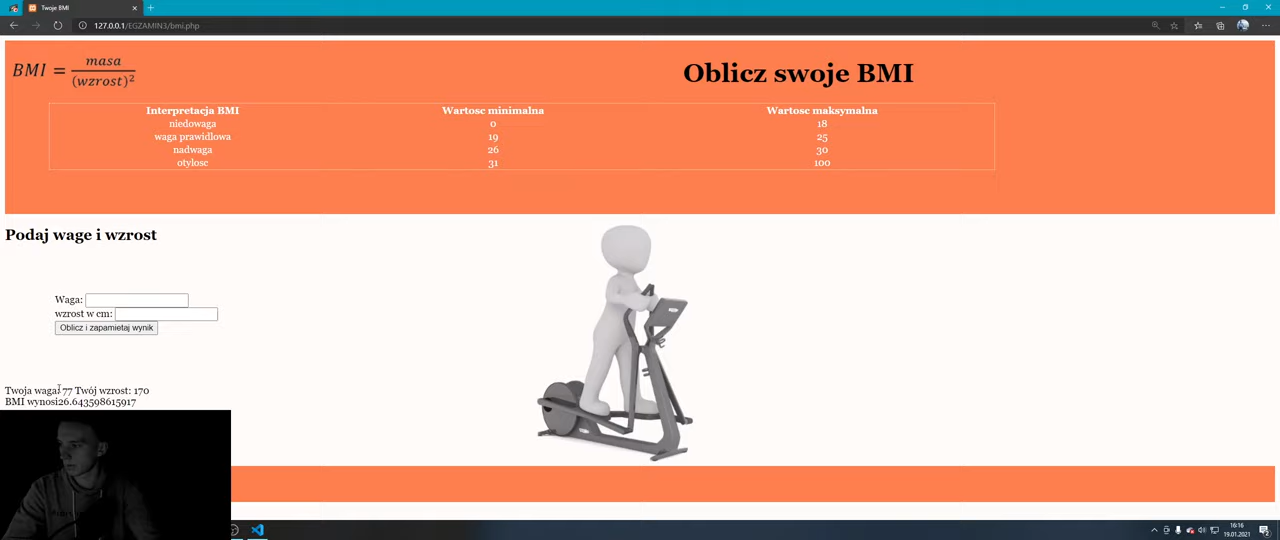 Twoje BMI
127.0.0.1/EGZAMIN3/bmi.php
BMI = masa
(wzrost)²
Oblicz swoje BMI
Interpretacja BMI Wartosc minimalna Wartosc maksymalna
niedowaga 0 18
waga prawidlowa 19 25
nadwaga 26 30
otylosc 31 100
Podaj wage i wzrost
Waga:
wzrost w cm:
Oblicz i zapamietaj wynik
Twoja waga: 77 Twój wzrost: 170
BMI wynosi26.643598615917
16:16
19.01.2021
2